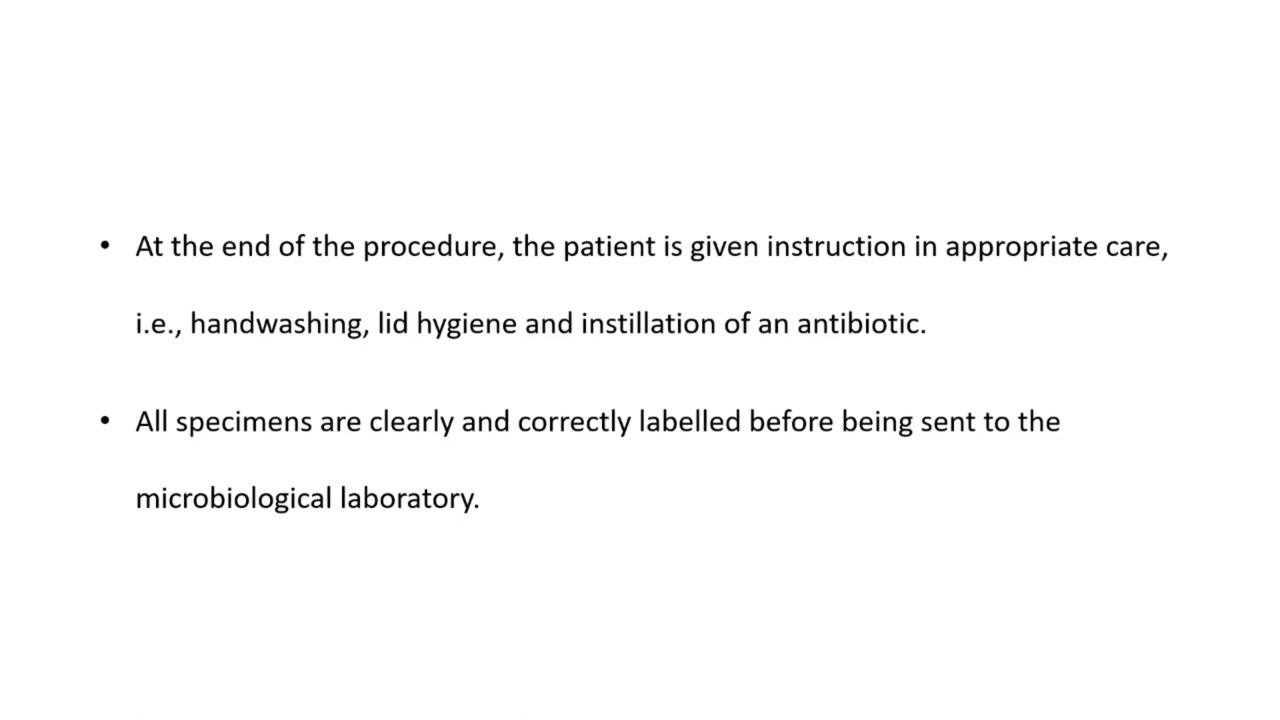 • At the end of the procedure, the patient is given instruction in appropriate care,
i.e., handwashing, lid hygiene and instillation of an antibiotic.
• All specimens are clearly and correctly labelled before being sent to the
microbiological laboratory.